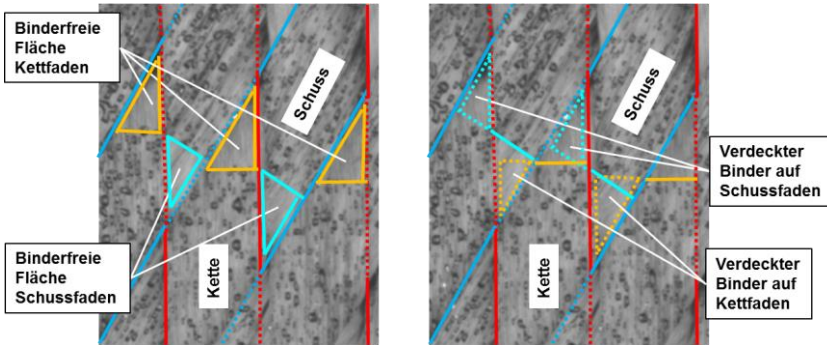 Binderfreie
Fläche
Kettfaden
Schuss
Binderfreie
Fläche
Schussfaden
Kette
Schuss
Verdeckter
Binder auf
Schussfaden
Kette
Verdeckter
Binder auf
Kettfaden